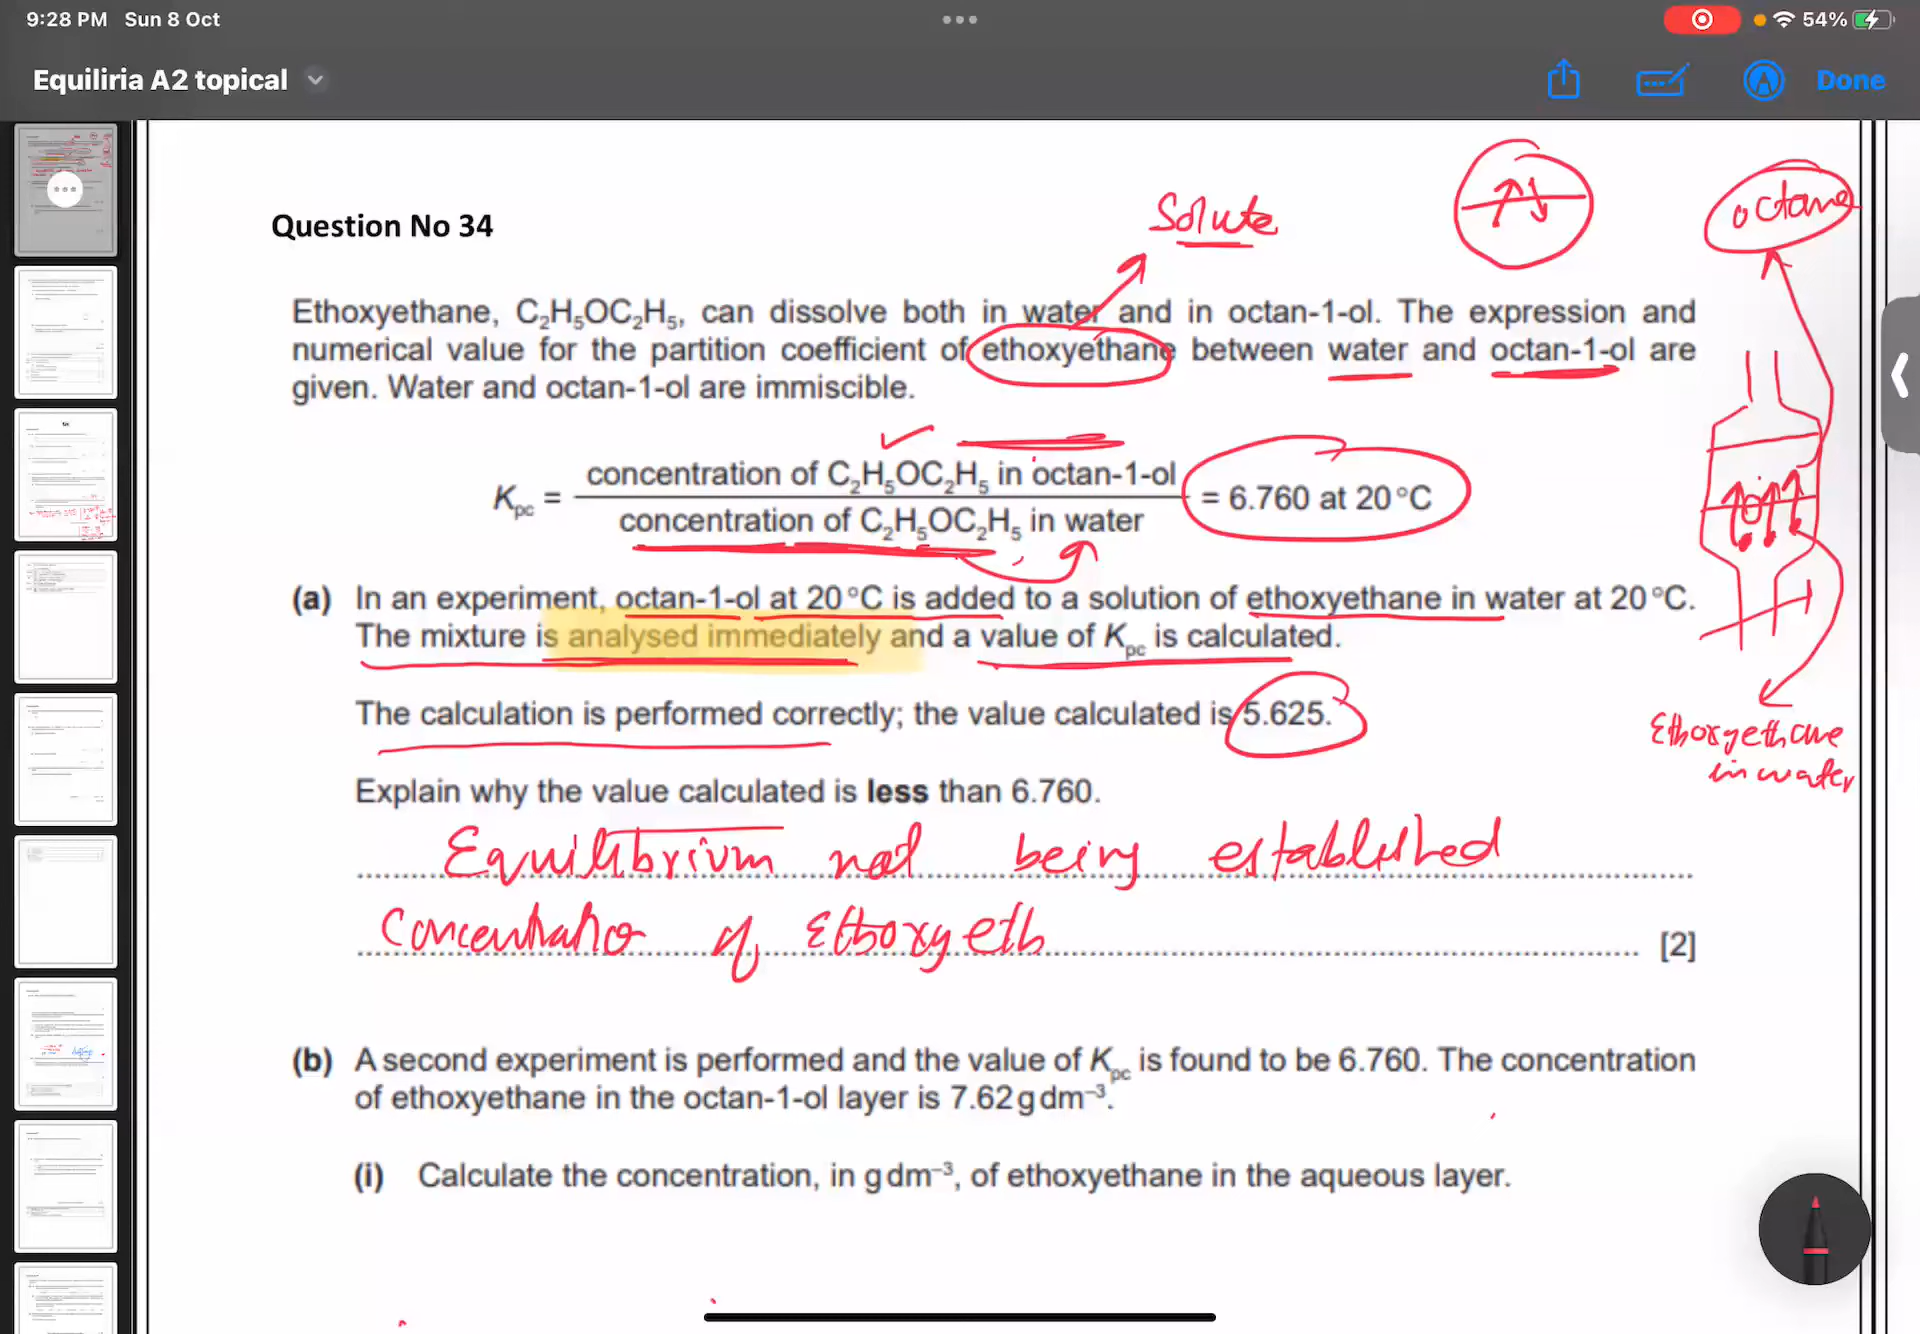 9:28 PM Sun 8 Oct
54%
Equiliria A2 topical
Done
Question No 34
Solute
octane
Ethoxyethane, C₂H₅OC₂H₅, can dissolve both in water and in octan-1-ol. The expression and
numerical value for the partition coefficient of ethoxyethane between water and octan-1-ol are
given. Water and octan-1-ol are immiscible.
Kpc = concentration of C₂H₅OC₂H₅ in octan-1-ol / concentration of C₂H₅OC₂H₅ in water = 6.760 at 20 °C
(a) In an experiment, octan-1-ol at 20 °C is added to a solution of ethoxyethane in water at 20 °C.
The mixture is analysed immediately and a value of Kpc is calculated.
The calculation is performed correctly; the value calculated is 5.625.
Ethoxyethane
in water
Explain why the value calculated is less than 6.760.
Equilibrium not being established
Concentration of Ethoxyeth
[2]
(b) A second experiment is performed and the value of Kpc is found to be 6.760. The concentration
of ethoxyethane in the octan-1-ol layer is 7.62 g dm⁻³.
(i) Calculate the concentration, in g dm⁻³, of ethoxyethane in the aqueous layer.